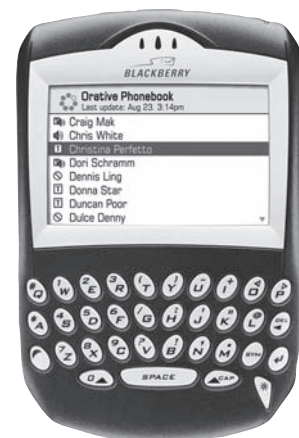 BLACKBERRY
Orative Phonebook
Last update: Aug 23. 3:14pm
Craig Mak
Chris White
Christina Perfetto
Dori Schramm
Dennis Ling
Donna Star
Duncan Poor
Dulce Denny
Q W E R T Y U I O P
A S D F G H J K L DEL
Z X C V B N M SYM
0 SPACE CAP